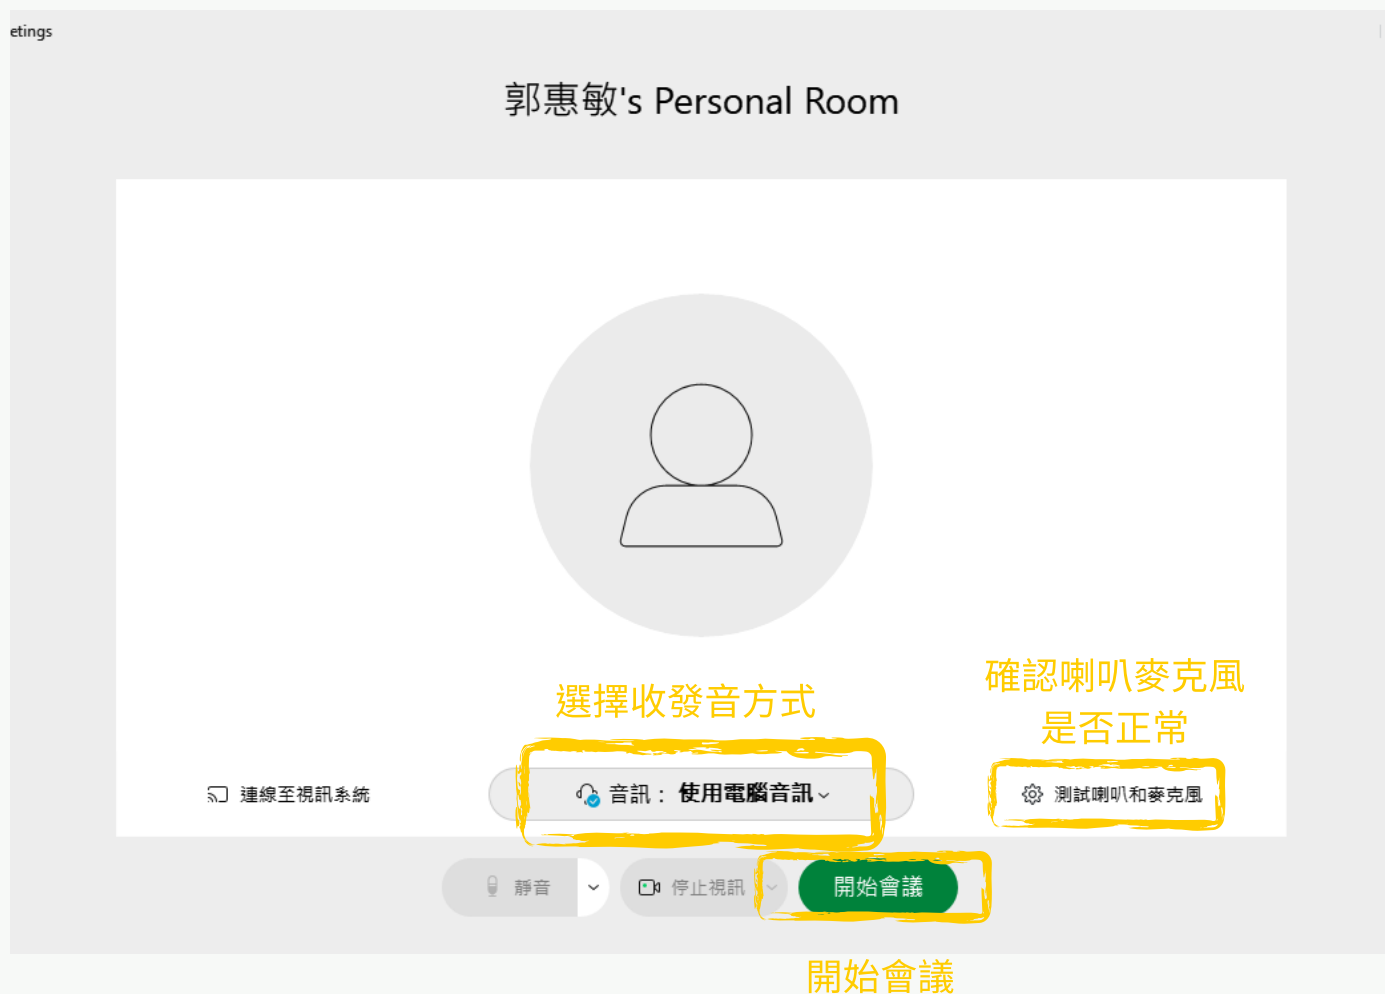 etings
郭惠敏's Personal Room
選擇收發音方式
確認喇叭麥克風
是否正常
連線至視訊系統
音訊： 使用電腦音訊
測試喇叭和麥克風
靜音
停止視訊
開始會議
開始會議